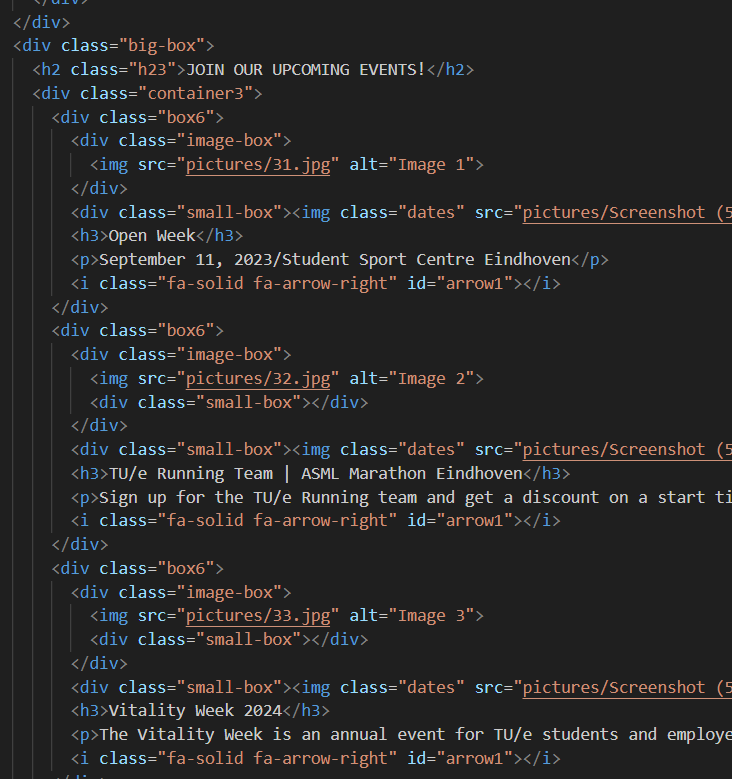 </div>
</div>
<div class="big-box">
<h2 class="h23">JOIN OUR UPCOMING EVENTS!</h2>
<div class="container3">
<div class="box6">
<div class="image-box">
<img src="pictures/31.jpg" alt="Image 1">
</div>
<div class="small-box"><img class="dates" src="pictures/Screenshot (5
<h3>Open Week</h3>
<p>September 11, 2023/Student Sport Centre Eindhoven</p>
<i class="fa-solid fa-arrow-right" id="arrow1"></i>
</div>
<div class="box6">
<div class="image-box">
<img src="pictures/32.jpg" alt="Image 2">
<div class="small-box"></div>
</div>
<div class="small-box"><img class="dates" src="pictures/Screenshot (5
<h3>TU/e Running Team | ASML Marathon Eindhoven</h3>
<p>Sign up for the TU/e Running team and get a discount on a start ti
<i class="fa-solid fa-arrow-right" id="arrow1"></i>
</div>
<div class="box6">
<div class="image-box">
<img src="pictures/33.jpg" alt="Image 3">
<div class="small-box"></div>
</div>
<div class="small-box"><img class="dates" src="pictures/Screenshot (5
<h3>Vitality Week 2024</h3>
<p>The Vitality Week is an annual event for TU/e students and employe
<i class="fa-solid fa-arrow-right" id="arrow1"></i>
</div>